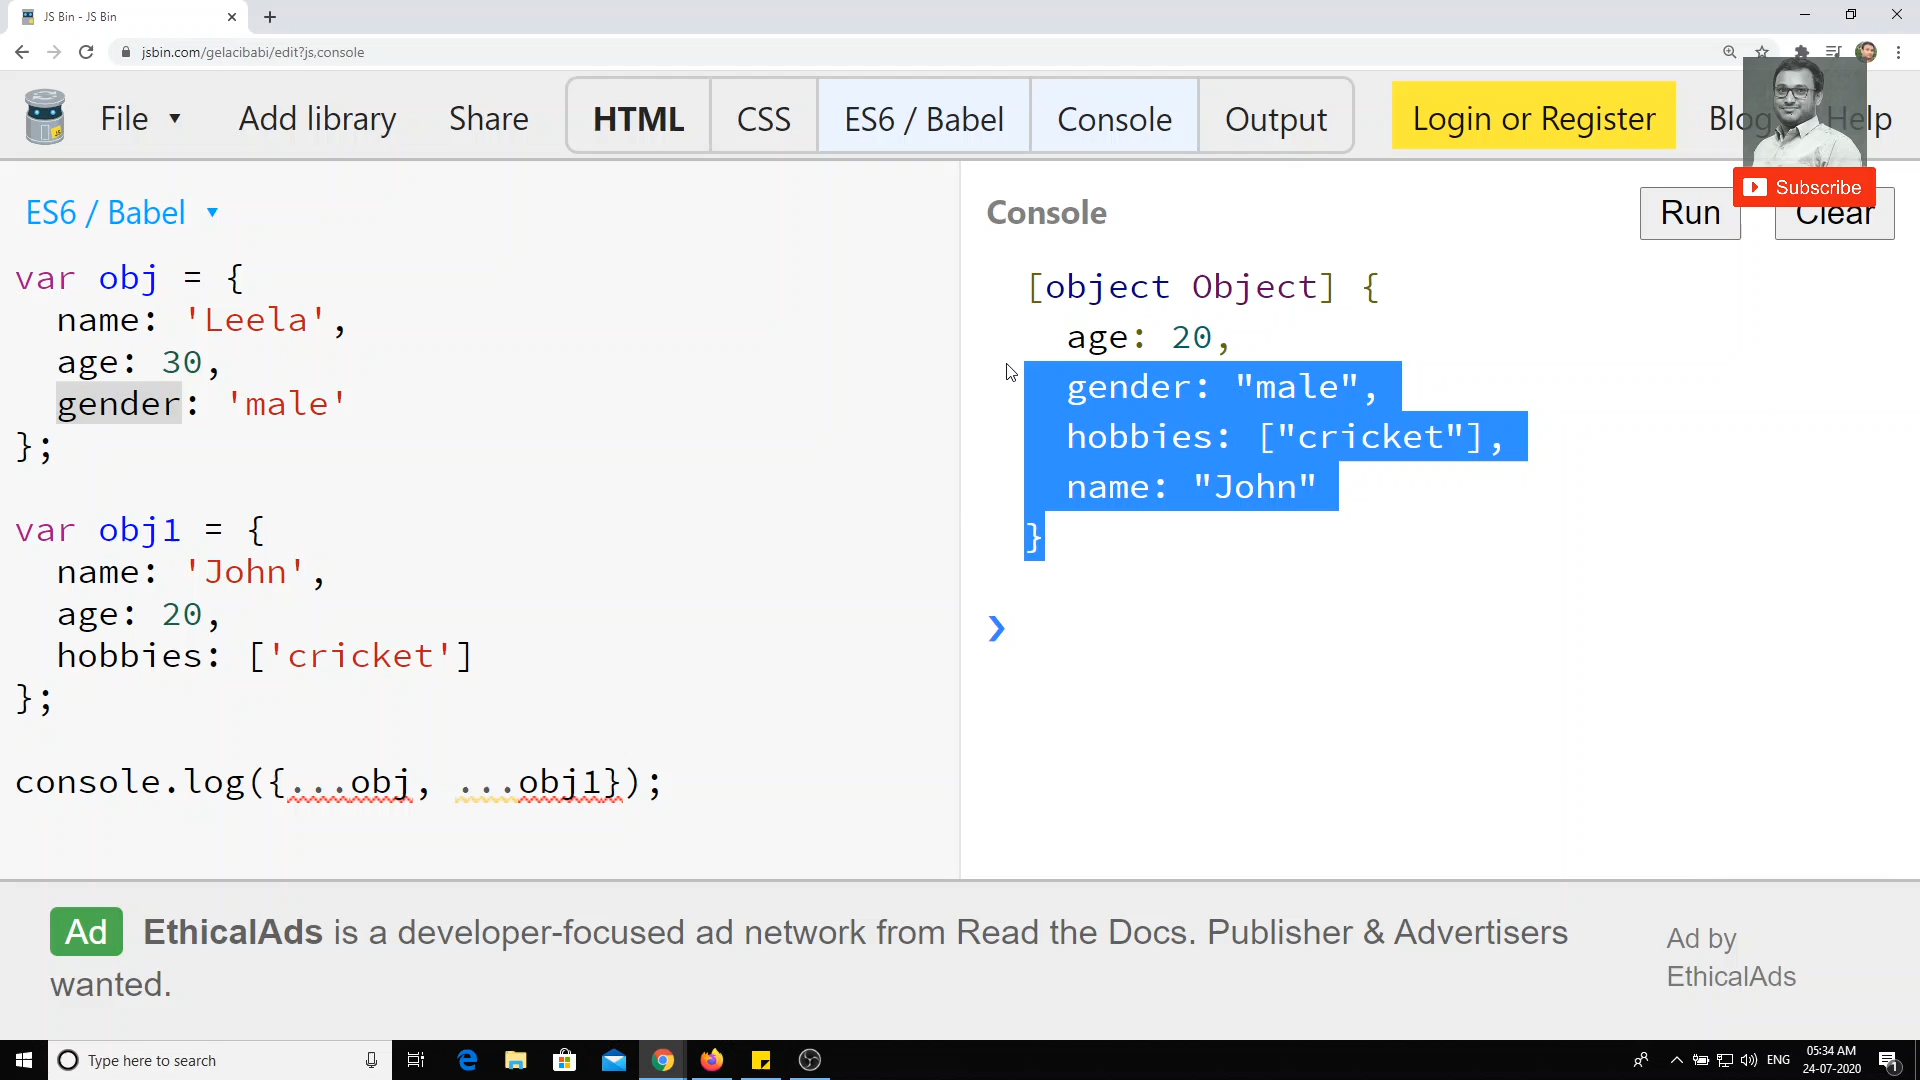 JS Bin - JS Bin
jsbin.com/gelacibabi/edit?js,console
File
Add library
Share
HTML
CSS
ES6 / Babel
Console
Output
Login or Register
Blog
Help
Subscribe
ES6 / Babel
var obj = {
name: 'Leela',
age: 30,
gender: 'male'
};
var obj1 = {
name: 'John',
age: 20,
hobbies: ['cricket']
};
console.log({...obj, ...obj1});
Console
Run
Clear
[object Object] {
age: 20,
gender: "male",
hobbies: ["cricket"],
name: "John"
}
Ad EthicalAds is a developer-focused ad network from Read the Docs. Publisher & Advertisers
wanted.
Ad by
EthicalAds
Type here to search
ENG
05:34 AM
24-07-2020
1